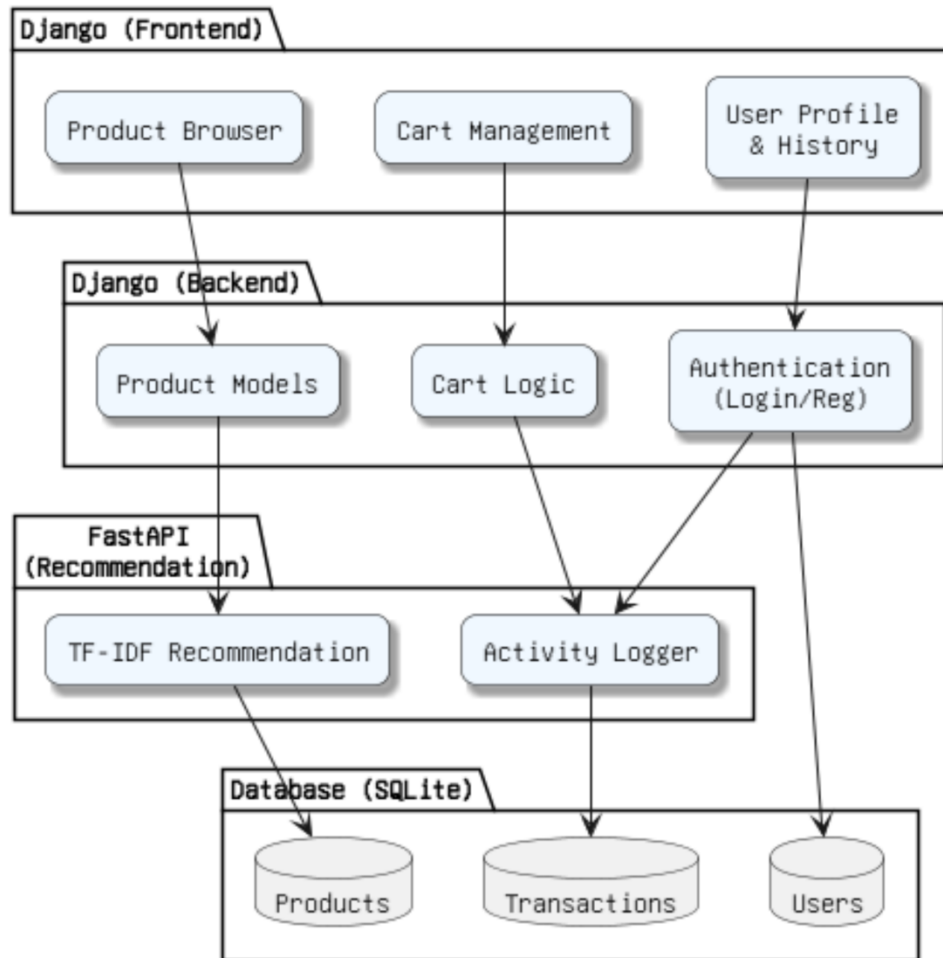 Django (Frontend)
Product Browser
Cart Management
User Profile
& History
Django (Backend)
Product Models
Cart Logic
Authentication
(Login/Reg)
FastAPI
(Recommendation)
TF-IDF Recommendation
Activity Logger
Database (SQLite)
Products
Transactions
Users